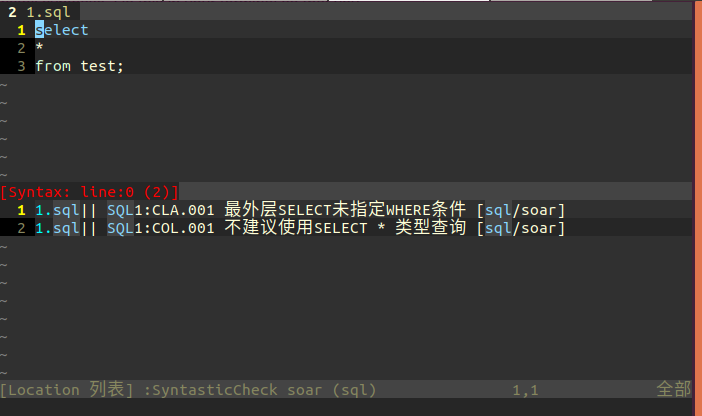 2 1.sql
1 select
2 *
3 from test;
~
~
~
~
~
~
[Syntax: line:0 (2)]
1 1.sql|| SQL1:CLA.001 最外层SELECT未指定WHERE条件 [sql/soar]
2 1.sql|| SQL1:COL.001 不建议使用SELECT * 类型查询 [sql/soar]
~
~
~
~
~
~
~
~
[Location 列表] :SyntasticCheck soar (sql) 1,1 全部